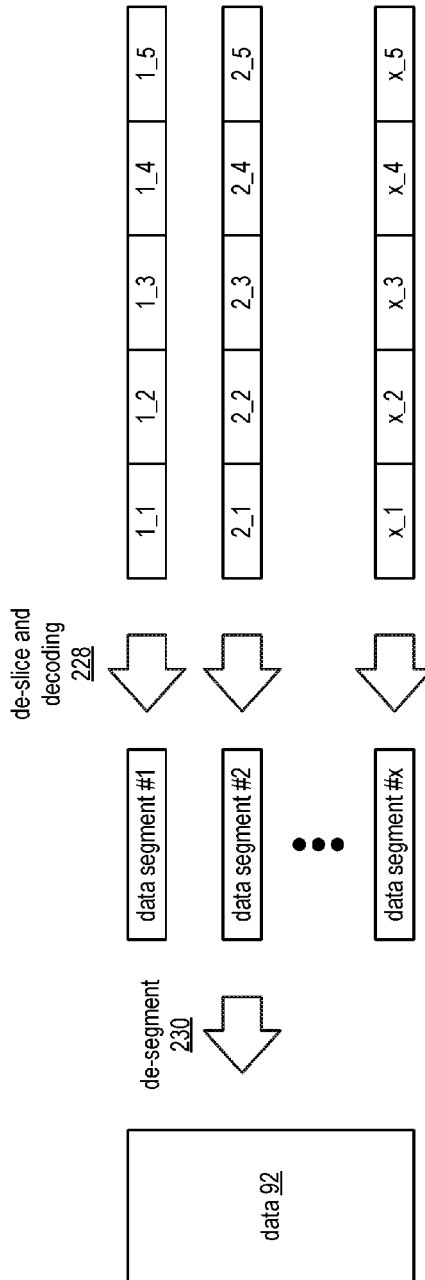 data 92
de-segment
230
data segment #1
data segment #2
data segment #x
de-slice and
decoding
228
1_1 1_2 1_3 1_4 1_5
2_1 2_2 2_3 2_4 2_5
x_1 x_2 x_3 x_4 x_5